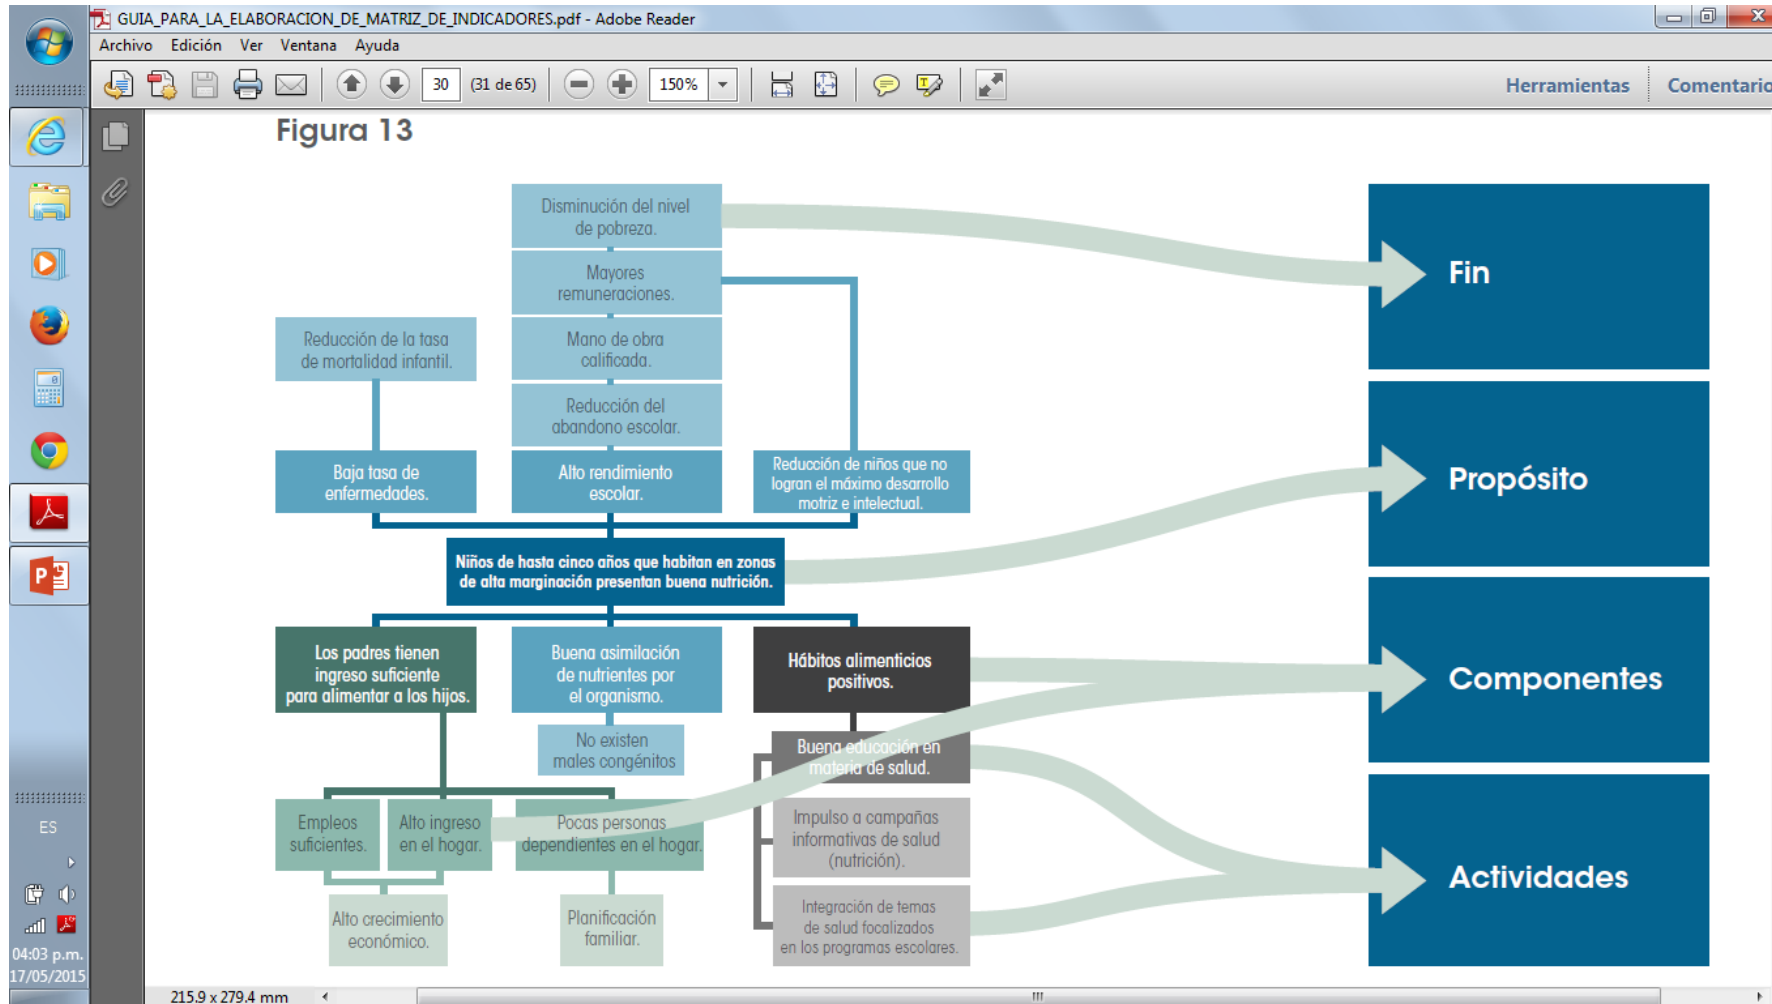 GUIA_PARA_LA_ELABORACION_DE_MATRIZ_DE_INDICADORES.pdf - Adobe Reader
Archivo Edición Ver Ventana Ayuda
30 (31 de 65) 150% Herramientas Comentario
Figura 13
Disminución del nivel
de pobreza.
Mayores
remuneraciones.
Reducción de la tasa
de mortalidad infantil.
Mano de obra
calificada.
Reducción del
abandono escolar.
Baja tasa de
enfermedades.
Alto rendimiento
escolar.
Reducción de niños que no
logran el máximo desarrollo
motriz e intelectual.
Niños de hasta cinco años que habitan en zonas
de alta marginación presentan buena nutrición.
Los padres tienen
ingreso suficiente
para alimentar a los hijos.
Buena asimilación
de nutrientes por
el organismo.
Hábitos alimenticios
positivos.
No existen
males congénitos
Buena educación en
materia de salud.
Empleos
suficientes.
Alto ingreso
en el hogar.
Pocas personas
dependientes en el hogar.
Impulso a campañas
informativas de salud
(nutrición).
Alto crecimiento
económico.
Planificación
familiar.
Integración de temas
de salud focalizados
en los programas escolares.
Fin
Propósito
Componentes
Actividades
ES
04:03 p.m.
17/05/2015
215.9 x 279.4 mm